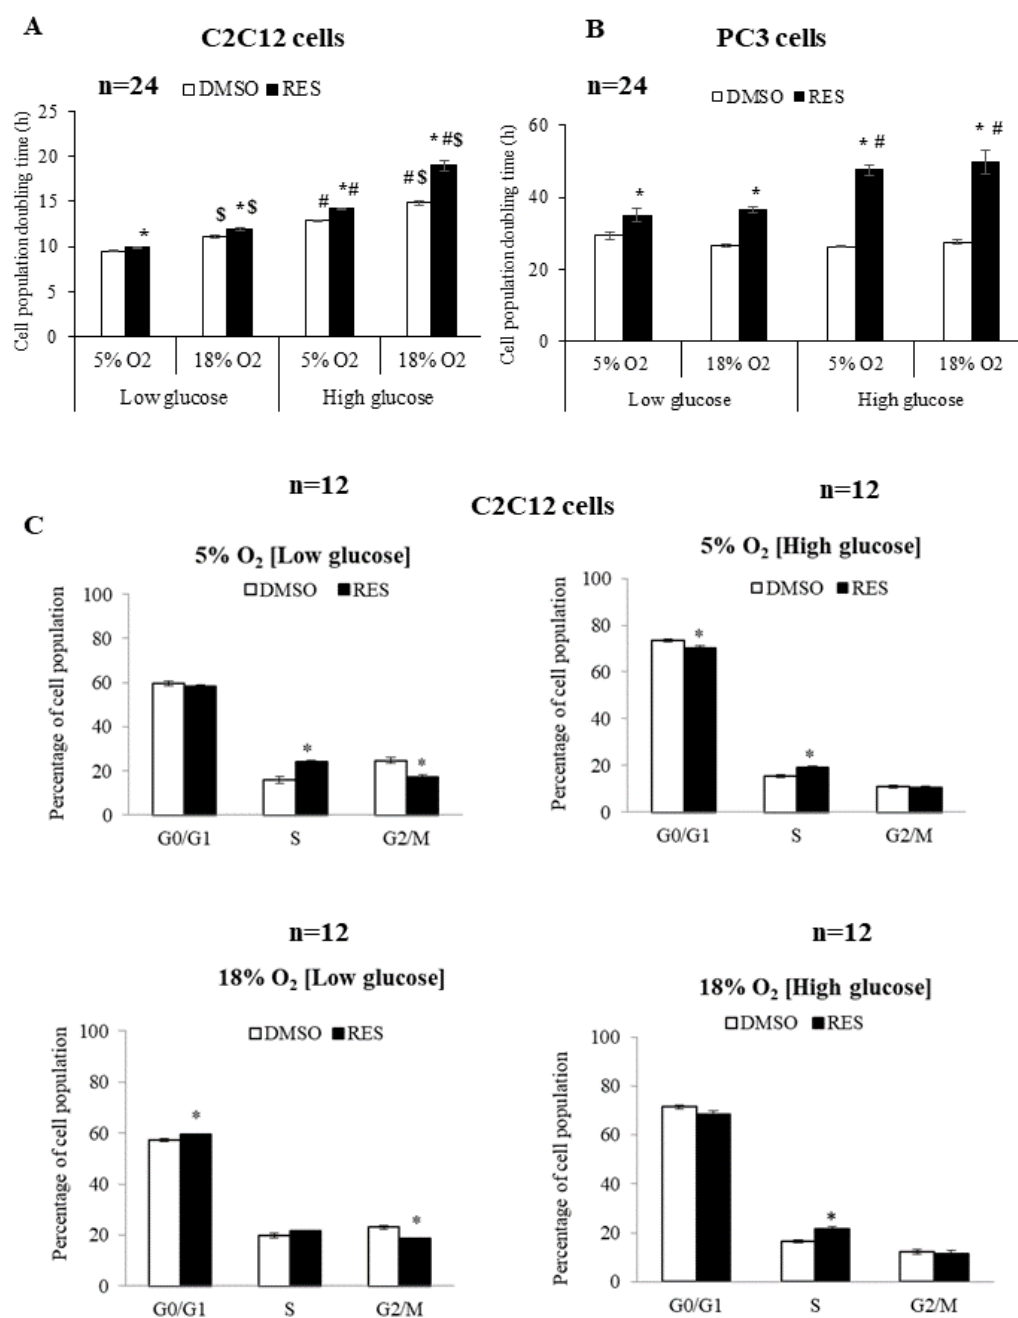 A
C2C12 cells
n=24
□DMSO ■RES
Cell population doubling time (h)
25
20
15
10
5
0
*
$
*$
#
*#
#$
*#$
5% O2
18% O2
5% O2
18% O2
Low glucose
High glucose
B
PC3 cells
n=24
□DMSO ■RES
Cell population doubling time (h)
60
40
20
0
*
*
* #
* #
5% O2
18% O2
5% O2
18% O2
Low glucose
High glucose
C
C2C12 cells
n=12
5% O₂ [Low glucose]
□DMSO ■RES
Percentage of cell population
100
80
60
40
20
0
*
*
G0/G1
S
G2/M
n=12
5% O₂ [High glucose]
□DMSO ■RES
Percentage of cell population
100
80
60
40
20
0
*
*
G0/G1
S
G2/M
n=12
18% O₂ [Low glucose]
□DMSO ■RES
Percentage of cell population
100
80
60
40
20
0
*
*
G0/G1
S
G2/M
n=12
18% O₂ [High glucose]
□DMSO ■RES
Percentage of cell population
100
80
60
40
20
0
*
G0/G1
S
G2/M